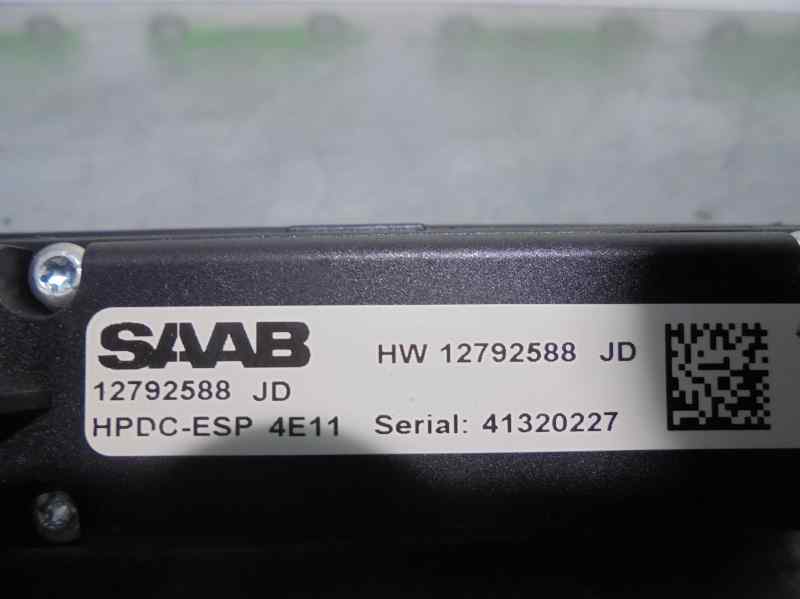 SAAB HW 12792588 JD
12792588 JD
HPDC-ESP 4E11 Serial: 41320227